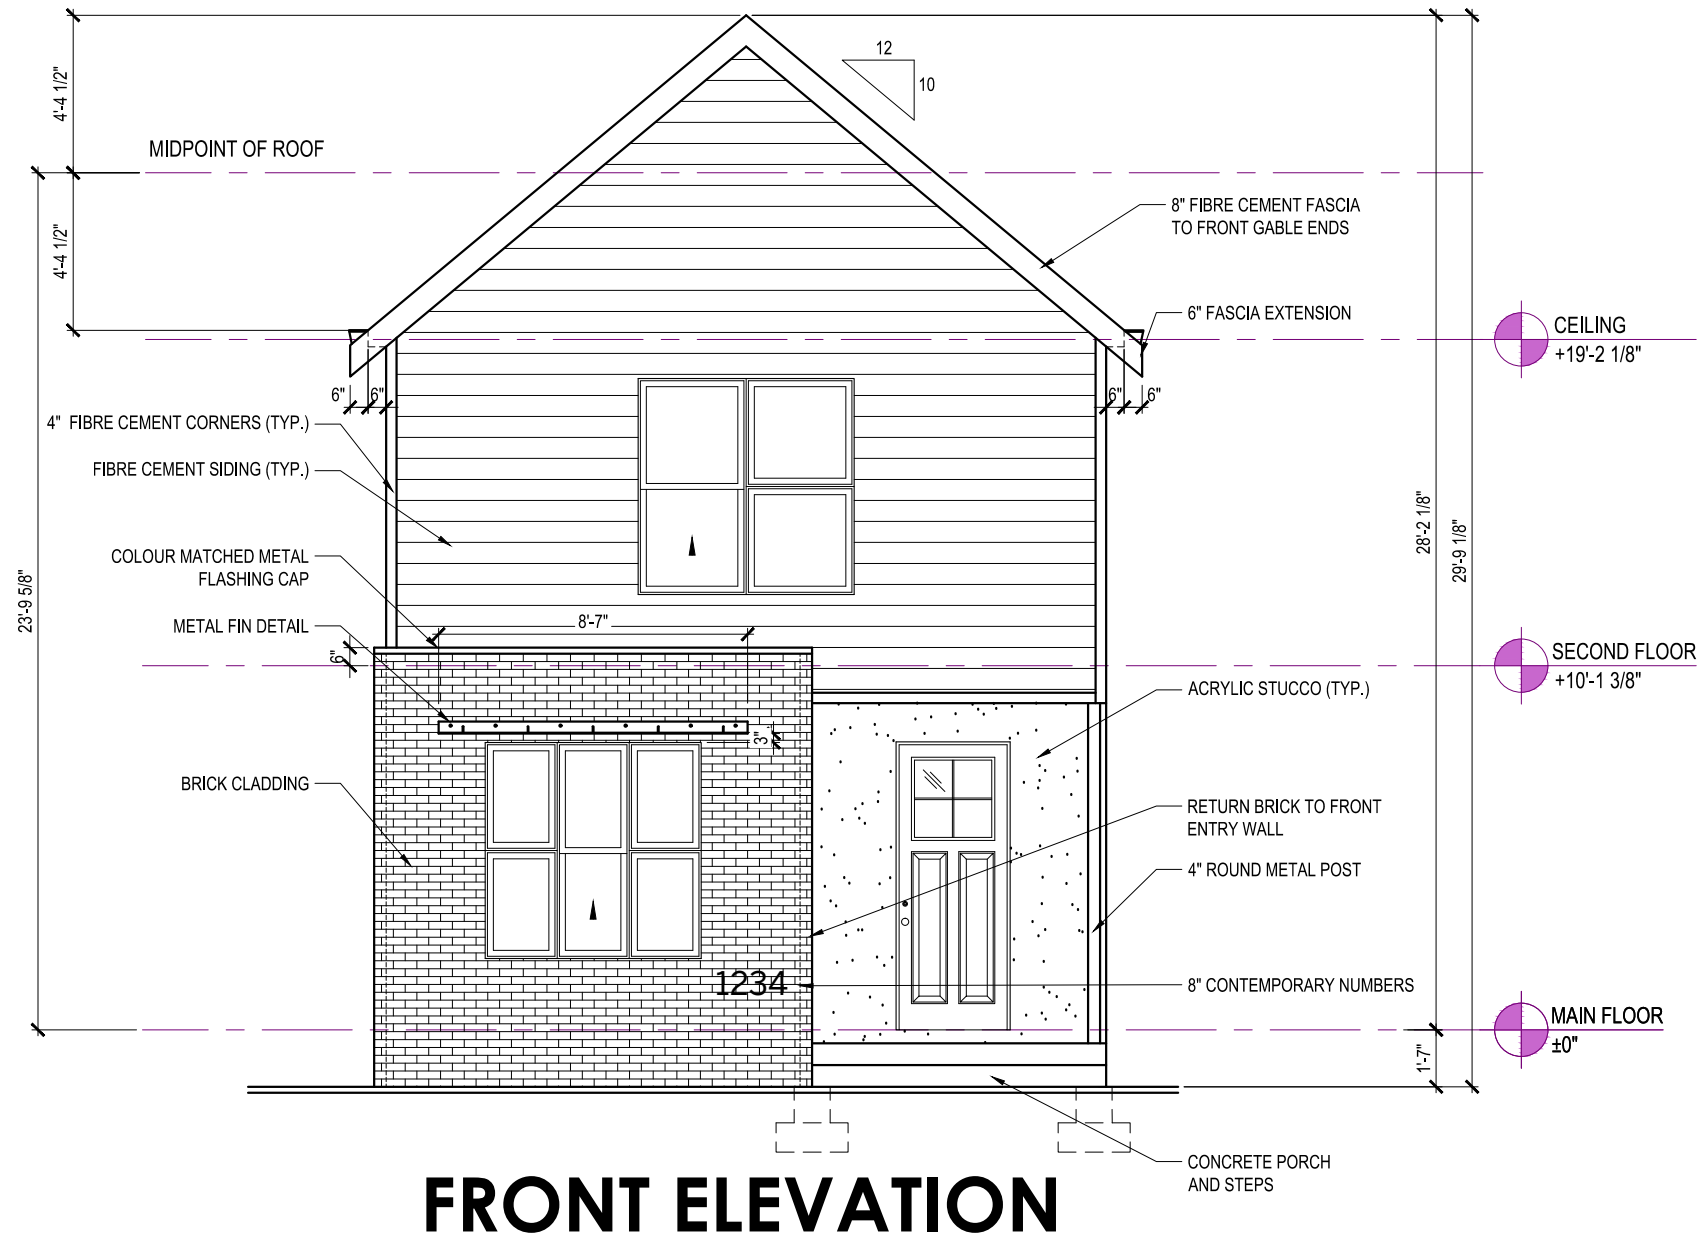 12
10
4'-4 1/2"
MIDPOINT OF ROOF
4'-4 1/2"
8" FIBRE CEMENT FASCIA
TO FRONT GABLE ENDS
6" FASCIA EXTENSION
CEILING
+19'-2 1/8"
6"
6"
6"
6"
4" FIBRE CEMENT CORNERS (TYP.)
FIBRE CEMENT SIDING (TYP.)
28'-2 1/8"
29'-9 1/8"
COLOUR MATCHED METAL
FLASHING CAP
23'-9 5/8"
METAL FIN DETAIL
8'-7"
6"
SECOND FLOOR
+10'-1 3/8"
ACRYLIC STUCCO (TYP.)
3"
BRICK CLADDING
RETURN BRICK TO FRONT
ENTRY WALL
4" ROUND METAL POST
1234
8" CONTEMPORARY NUMBERS
MAIN FLOOR
±0"
1'-7"
CONCRETE PORCH
AND STEPS
FRONT ELEVATION